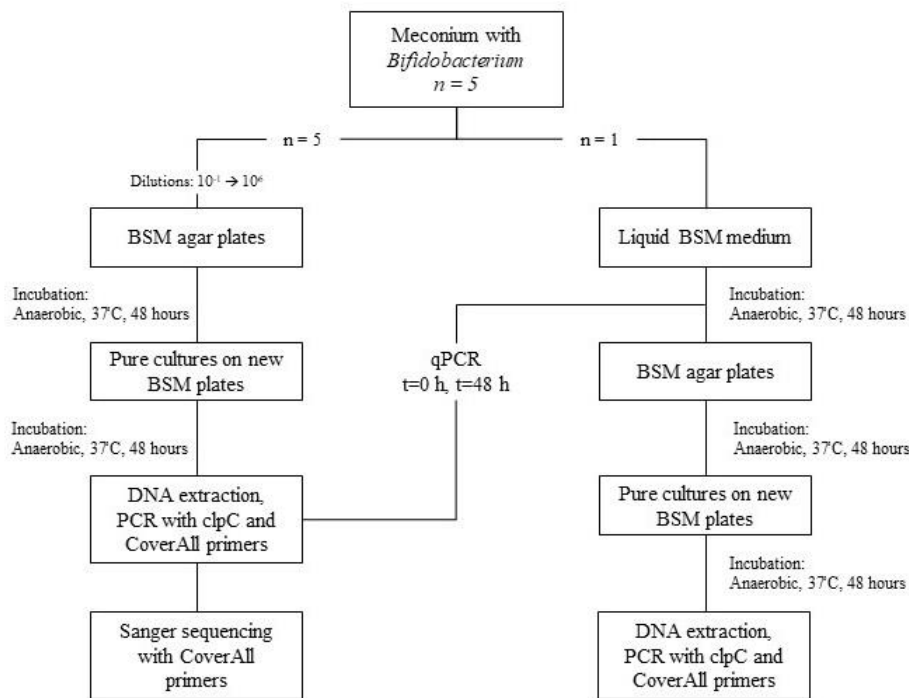 Meconium with
Bifidobacterium
n = 5
n = 5
n = 1
Dilutions: 10⁻¹ → 10⁶
BSM agar plates
Liquid BSM medium
Incubation:
Anaerobic, 37°C, 48 hours
Incubation:
Anaerobic, 37°C, 48 hours
Pure cultures on new
BSM plates
qPCR
t=0 h, t=48 h
BSM agar plates
Incubation:
Anaerobic, 37°C, 48 hours
Incubation:
Anaerobic, 37°C, 48 hours
DNA extraction,
PCR with clpC and
CoverAll primers
Pure cultures on new
BSM plates
Incubation:
Anaerobic, 37°C, 48 hours
Sanger sequencing
with CoverAll
primers
DNA extraction,
PCR with clpC and
CoverAll primers